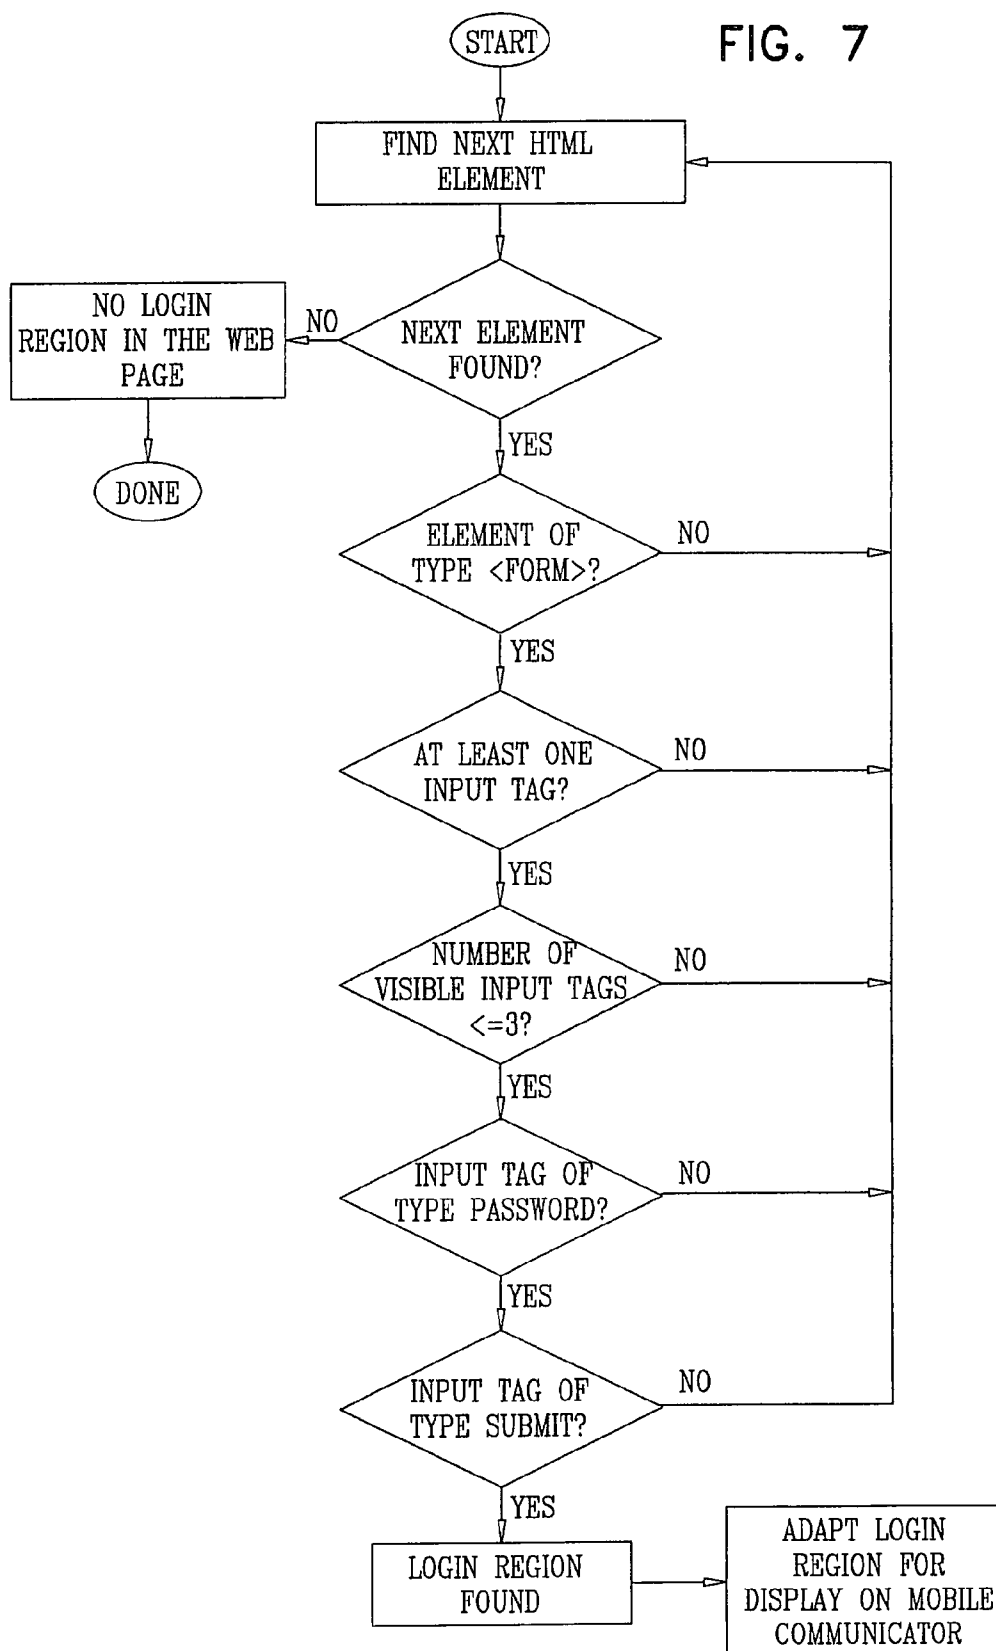 FIG. 7
START
FIND NEXT HTML
ELEMENT
NEXT ELEMENT
FOUND?
NO
NO LOGIN
REGION IN THE WEB
PAGE
DONE
YES
ELEMENT OF
TYPE <FORM>?
NO
YES
AT LEAST ONE
INPUT TAG?
NO
YES
NUMBER OF
VISIBLE INPUT TAGS
<=3?
NO
YES
INPUT TAG OF
TYPE PASSWORD?
NO
YES
INPUT TAG OF
TYPE SUBMIT?
NO
YES
LOGIN REGION
FOUND
ADAPT LOGIN
REGION FOR
DISPLAY ON MOBILE
COMMUNICATOR